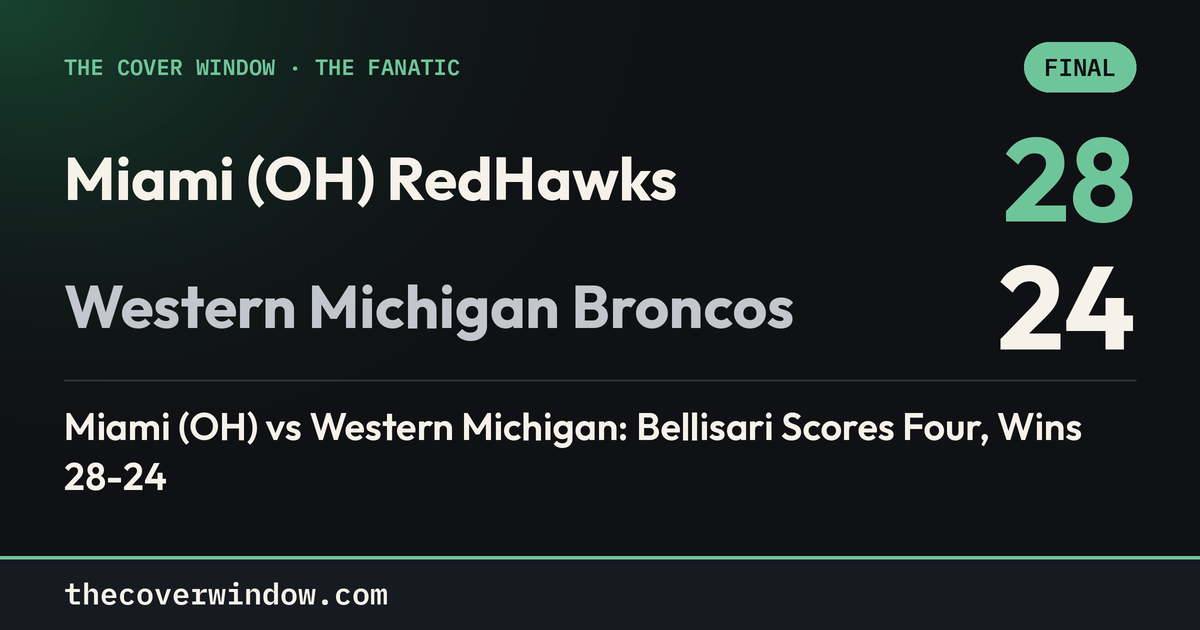 THE COVER WINDOW · THE FANATIC
FINAL
Miami (OH) RedHawks
28
Western Michigan Broncos
24
Miami (OH) vs Western Michigan: Bellisari Scores Four, Wins
28-24
thecoverwindow.com